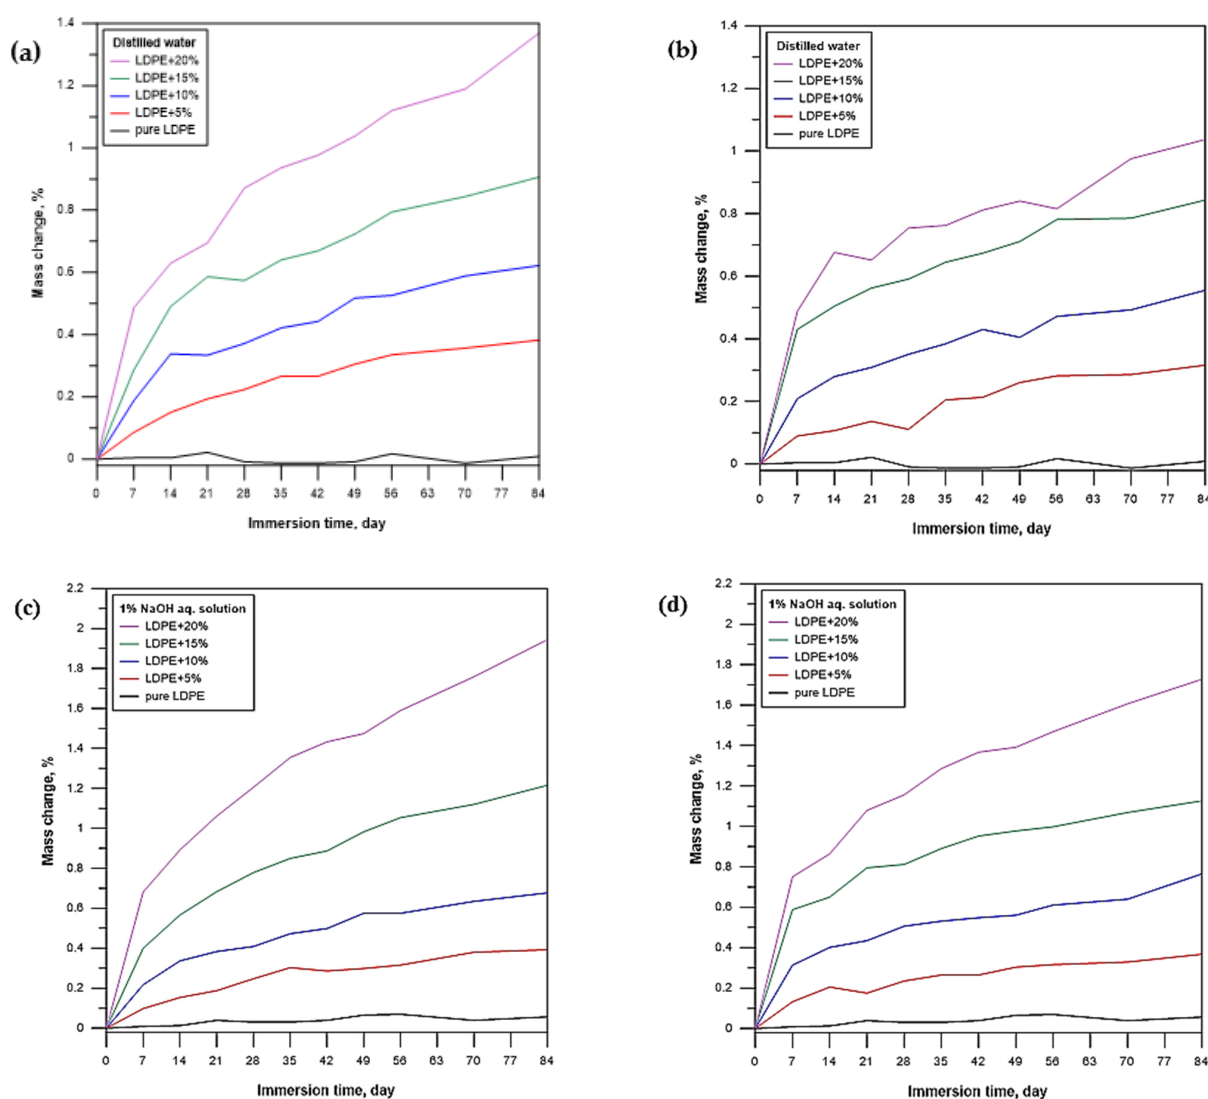 (a)
Distilled water
LDPE+20%
LDPE+15%
LDPE+10%
LDPE+5%
pure LDPE
Mass change, %
1.4
1.2
1
0.8
0.6
0.4
0.2
0
0 7 14 21 28 35 42 49 56 63 70 77 84
Immersion time, day
(b)
Distilled water
LDPE+20%
LDPE+15%
LDPE+10%
LDPE+5%
pure LDPE
Mass change, %
1.4
1.2
1
0.8
0.6
0.4
0.2
0
0 7 14 21 28 35 42 49 56 63 70 77 84
Immersion time, day
(c)
1% NaOH aq. solution
LDPE+20%
LDPE+15%
LDPE+10%
LDPE+5%
pure LDPE
Mass change, %
2.2
2
1.8
1.6
1.4
1.2
1
0.8
0.6
0.4
0.2
0
0 7 14 21 28 35 42 49 56 63 70 77 84
Immersion time, day
(d)
1% NaOH aq. solution
LDPE+20%
LDPE+15%
LDPE+10%
LDPE+5%
pure LDPE
Mass change, %
2.2
2
1.8
1.6
1.4
1.2
1
0.8
0.6
0.4
0.2
0
0 7 14 21 28 35 42 49 56 63 70 77 84
Immersion time, day